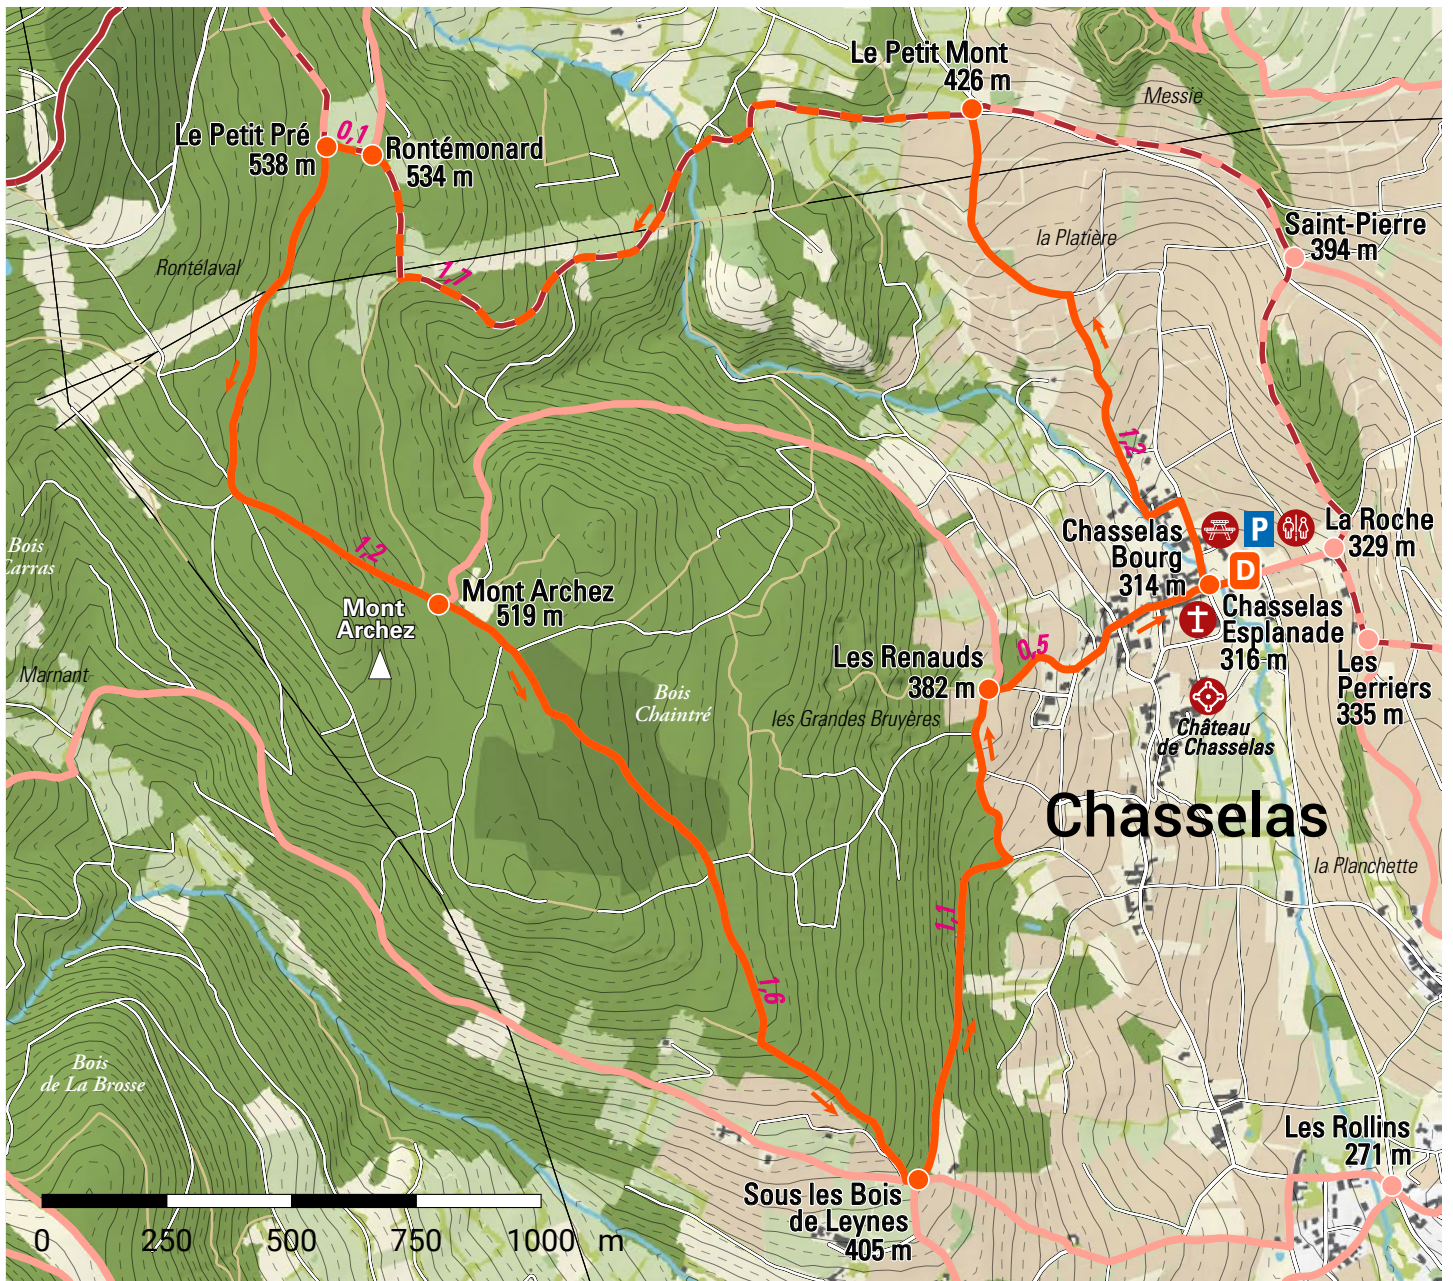 Le Petit Mont
426 m
Messie
Le Petit Pré
538 m
0,1
Rontémonard
534 m
Saint-Pierre
394 m
la Platière
Rontélaval
1,7
1,2
Bois
Carras
1,2
Chasselas
Bourg
314 m
P
D
La Roche
329 m
Mont Archez
519 m
Mont
Archez
Chasselas
Esplanade
316 m
0,5
Les Renauds
382 m
Les
Perriers
335 m
Marnant
Bois
Chaintré
les Grandes Bruyères
Château
de Chasselas
Chasselas
la Planchette
1,1
1,6
Bois
de La Brosse
Les Rollins
271 m
Sous les Bois
de Leynes
405 m
0 250 500 750 1000 m